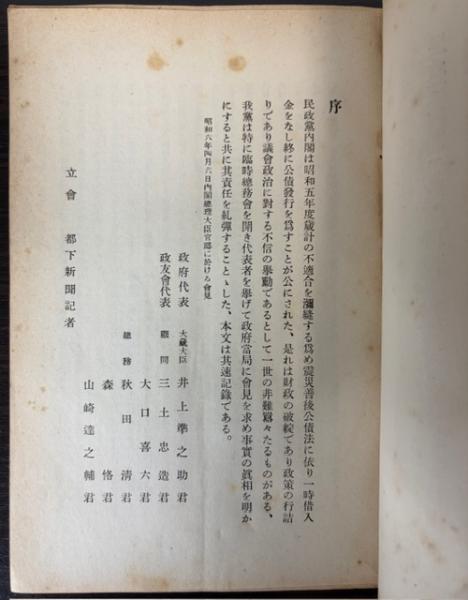 序
民政黨内閣は昭和五年度歳計の不適合を彌縫する爲め震災善後公債法に依り一時借入
金をなし終に公債發行を爲すことが公にされた、是れは財政の破綻であり政策の行詰
りであり議會政治に對する不信の擧動であるとして一世の非難囂々たるものがある、
我黨は特に臨時總務會を開き代表者を擧げて政府當局に會見を求め事實の眞相を明か
にすると共に其責任を糺彈することゝした、本文は其速記録である。
昭和六年四月六日内閣總理大臣官邸に於ける會見
政府代表 大藏大臣 井上準之助君
政友會代表 顧問 三土忠造君
大口喜六君
總務 秋田清君
森恪君
山崎達之輔君
立會 都下新聞記者